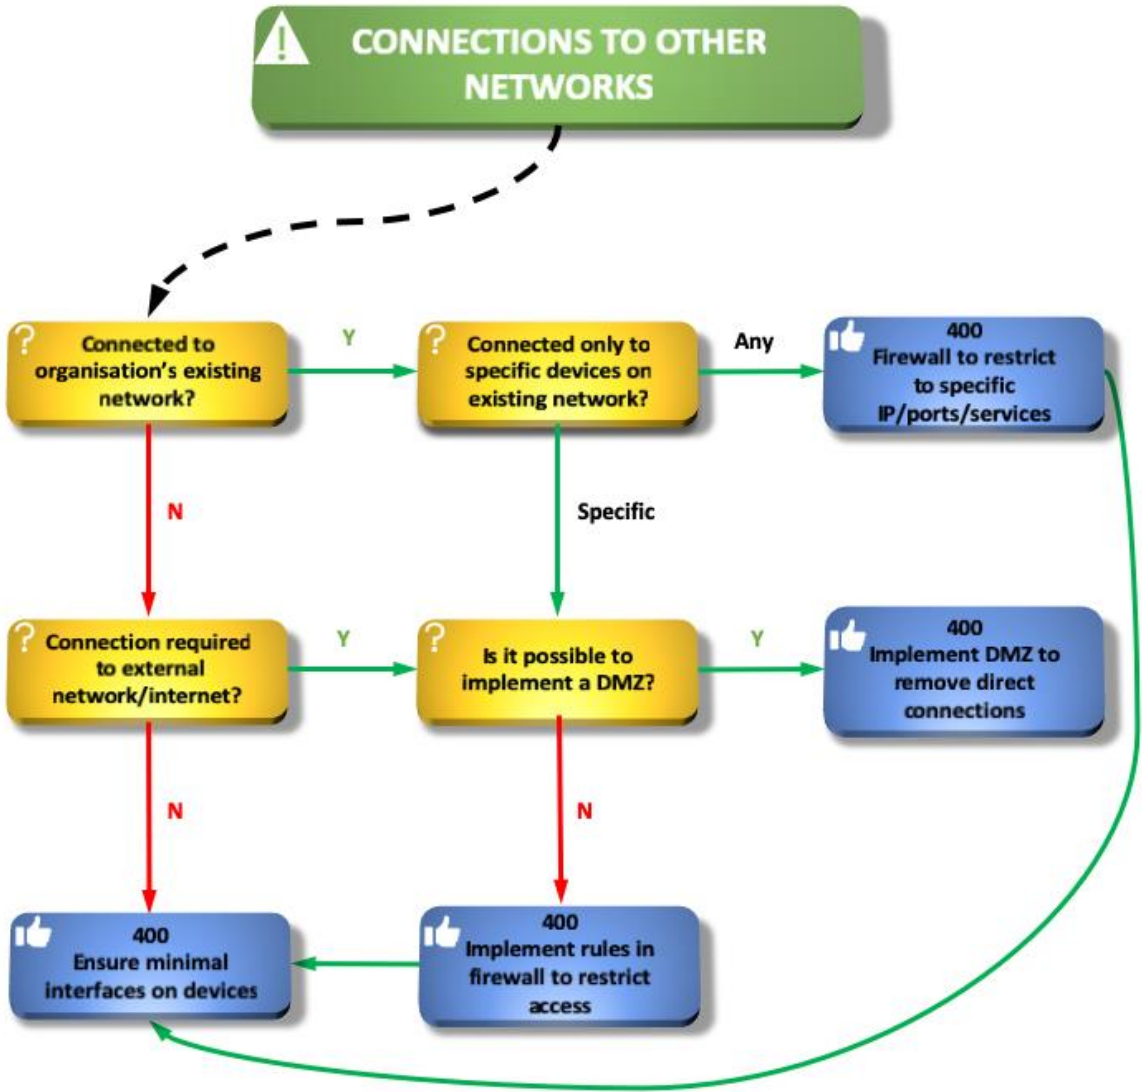 CONNECTIONS TO OTHER
NETWORKS
?
Connected to
organisation's existing
network?
Y
?
Connected only to
specific devices on
existing network?
Any
400
Firewall to restrict
to specific
IP/ports/services
N
Specific
?
Connection required
to external
network/internet?
Y
?
Is it possible to
implement a DMZ?
Y
400
Implement DMZ to
remove direct
connections
N
N
400
Ensure minimal
interfaces on devices
400
Implement rules in
firewall to restrict
access